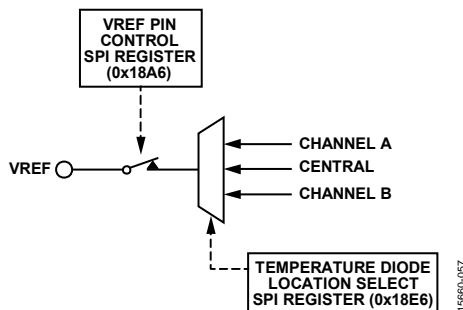 VREF PIN
CONTROL
SPI REGISTER
(0x18A6)
VREF
CHANNEL A
CENTRAL
CHANNEL B
TEMPERATURE DIODE
LOCATION SELECT
SPI REGISTER (0x18E6)
15660-057